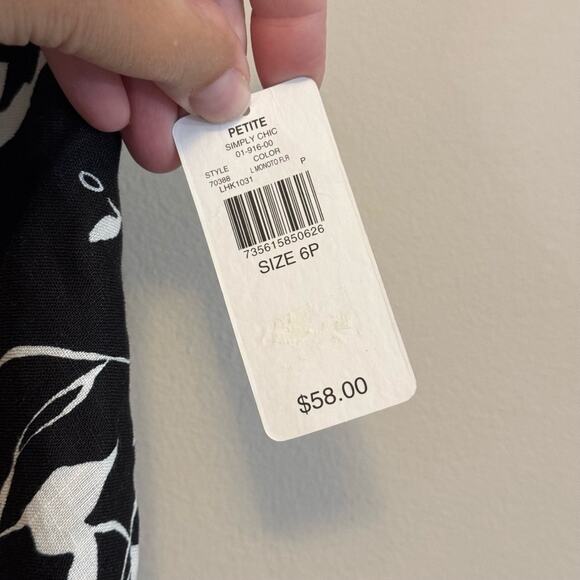 PETITE
SIMPLY CHIC
01-916-00
STYLE COLOR
70388 L MONOTO FLR P
LHK1031
735615850626
SIZE 6P
$58.00